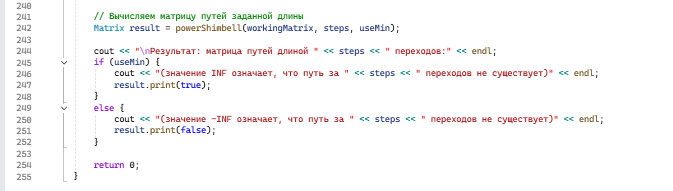 240
241 // Вычисляем матрицу путей заданной длины
242 Matrix result = powerShimbell(workingMatrix, steps, useMin);
243
244 cout << "\nРезультат: матрица путей длиной " << steps << " переходов:" << endl;
245 if (useMin) {
246 cout << "(значение INF означает, что путь за " << steps << " переходов не существует)" << endl;
247 result.print(true);
248 }
249 else {
250 cout << "(значение -INF означает, что путь за " << steps << " переходов не существует)" << endl;
251 result.print(false);
252 }
253
254 return 0;
255 }